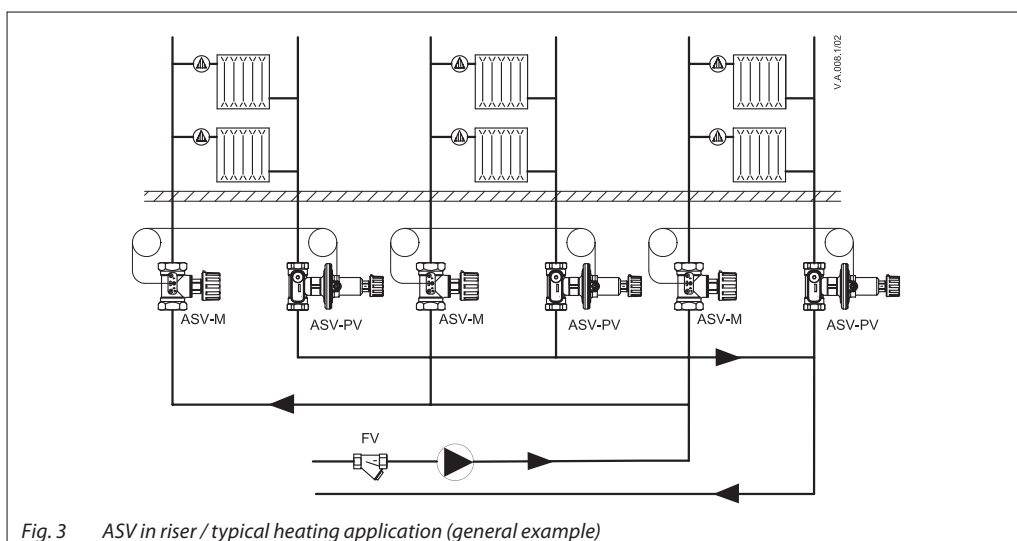 V.A.008.1/02
ASV-M
ASV-PV
ASV-M
ASV-PV
ASV-M
ASV-PV
FV
Fig. 3 ASV in riser / typical heating application (general example)